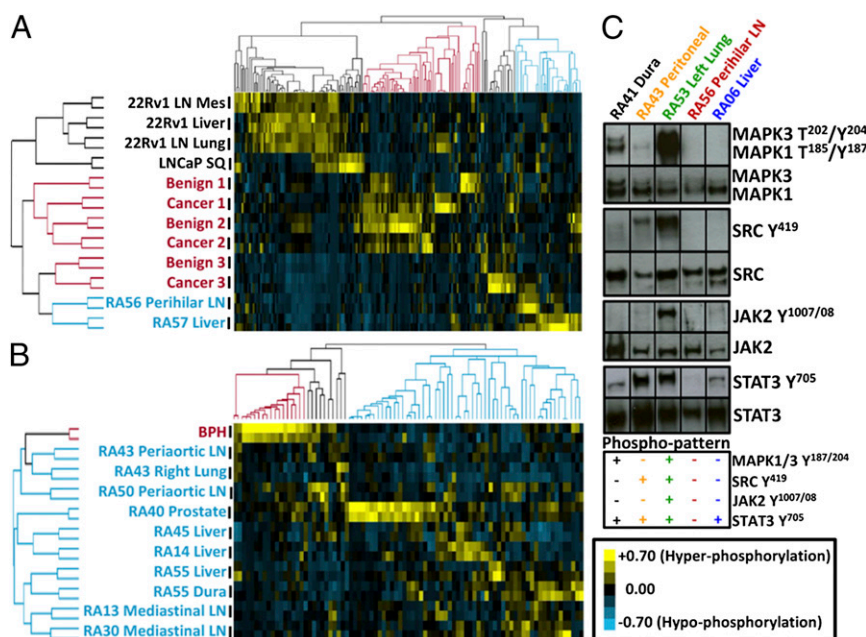 A
22Rv1 LN Mes
22Rv1 Liver
22Rv1 LN Lung
LNCaP SQ
Benign 1
Cancer 1
Benign 2
Cancer 2
Benign 3
Cancer 3
RA56 Perihilar LN
RA57 Liver
B
BPH
RA43 Periaortic LN
RA43 Right Lung
RA50 Periaortic LN
RA40 Prostate
RA45 Liver
RA14 Liver
RA55 Liver
RA55 Dura
RA13 Mediastinal LN
RA30 Mediastinal LN
C
RA41 Dura
RA43 Peritoneal
RA53 Left Lung
RA56 Perihilar LN
RA06 Liver
MAPK3 T202/Y204
MAPK1 T185/Y187
MAPK3
MAPK1
SRC Y419
SRC
JAK2 Y1007/08
JAK2
STAT3 Y705
STAT3
Phospho-pattern
+ - + - - MAPK1/3 Y187/204
- + + - - SRC Y419
- - + - - JAK2 Y1007/08
+ + + - + STAT3 Y705
+0.70 (Hyper-phosphorylation)
0.00
-0.70 (Hypo-phosphorylation)